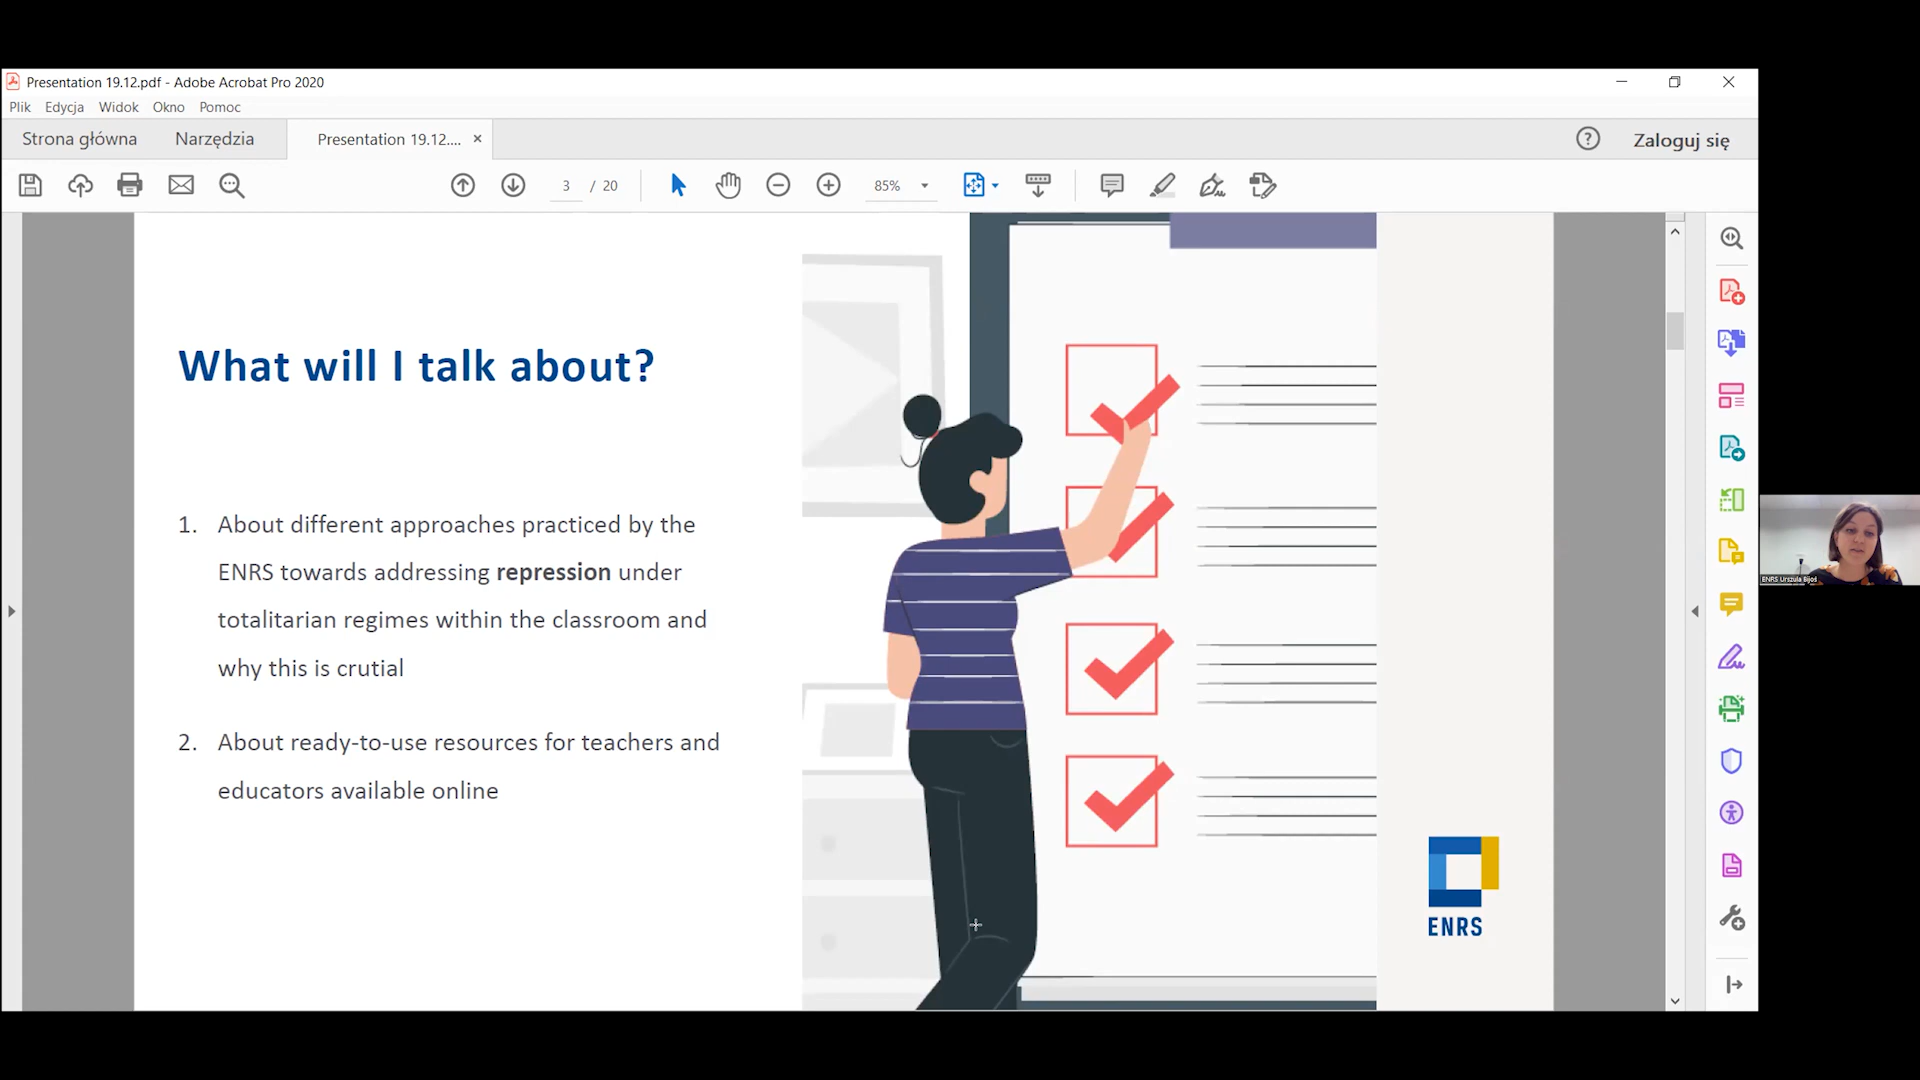 Presentation 19.12.pdf - Adobe Acrobat Pro 2020
Plik Edycja Widok Okno Pomoc
Strona główna Narzędzia Presentation 19.12.... × Zaloguj się
3 / 20 85%
What will I talk about?
1. About different approaches practiced by the
ENRS towards addressing repression under
totalitarian regimes within the classroom and
why this is crutial
2. About ready-to-use resources for teachers and
educators available online
ENRS
ENRS Urszula Bijoś